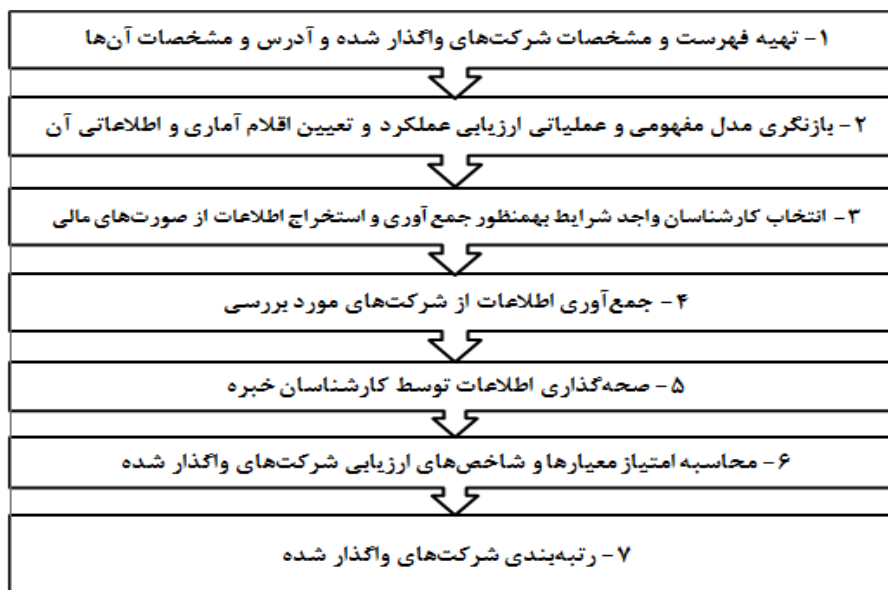 ۱- تهیه فهرست و مشخصات شرکت‌های واگذار شده و آدرس و مشخصات آن‌ها
۲- بازنگری مدل مفهومی و عملیاتی ارزیابی عملکرد و تعیین اقلام آماری و اطلاعاتی آن
۳- انتخاب کارشناسان واجد شرایط بهمنظور جمع‌آوری و استخراج اطلاعات از صورت‌های مالی
۴- جمع‌آوری اطلاعات از شرکت‌های مورد بررسی
۵- صحه‌گذاری اطلاعات توسط کارشناسان خبره
۶- محاسبه امتیاز معیارها و شاخص‌های ارزیابی شرکت‌های واگذار شده
۷- رتبه‌بندی شرکت‌های واگذار شده